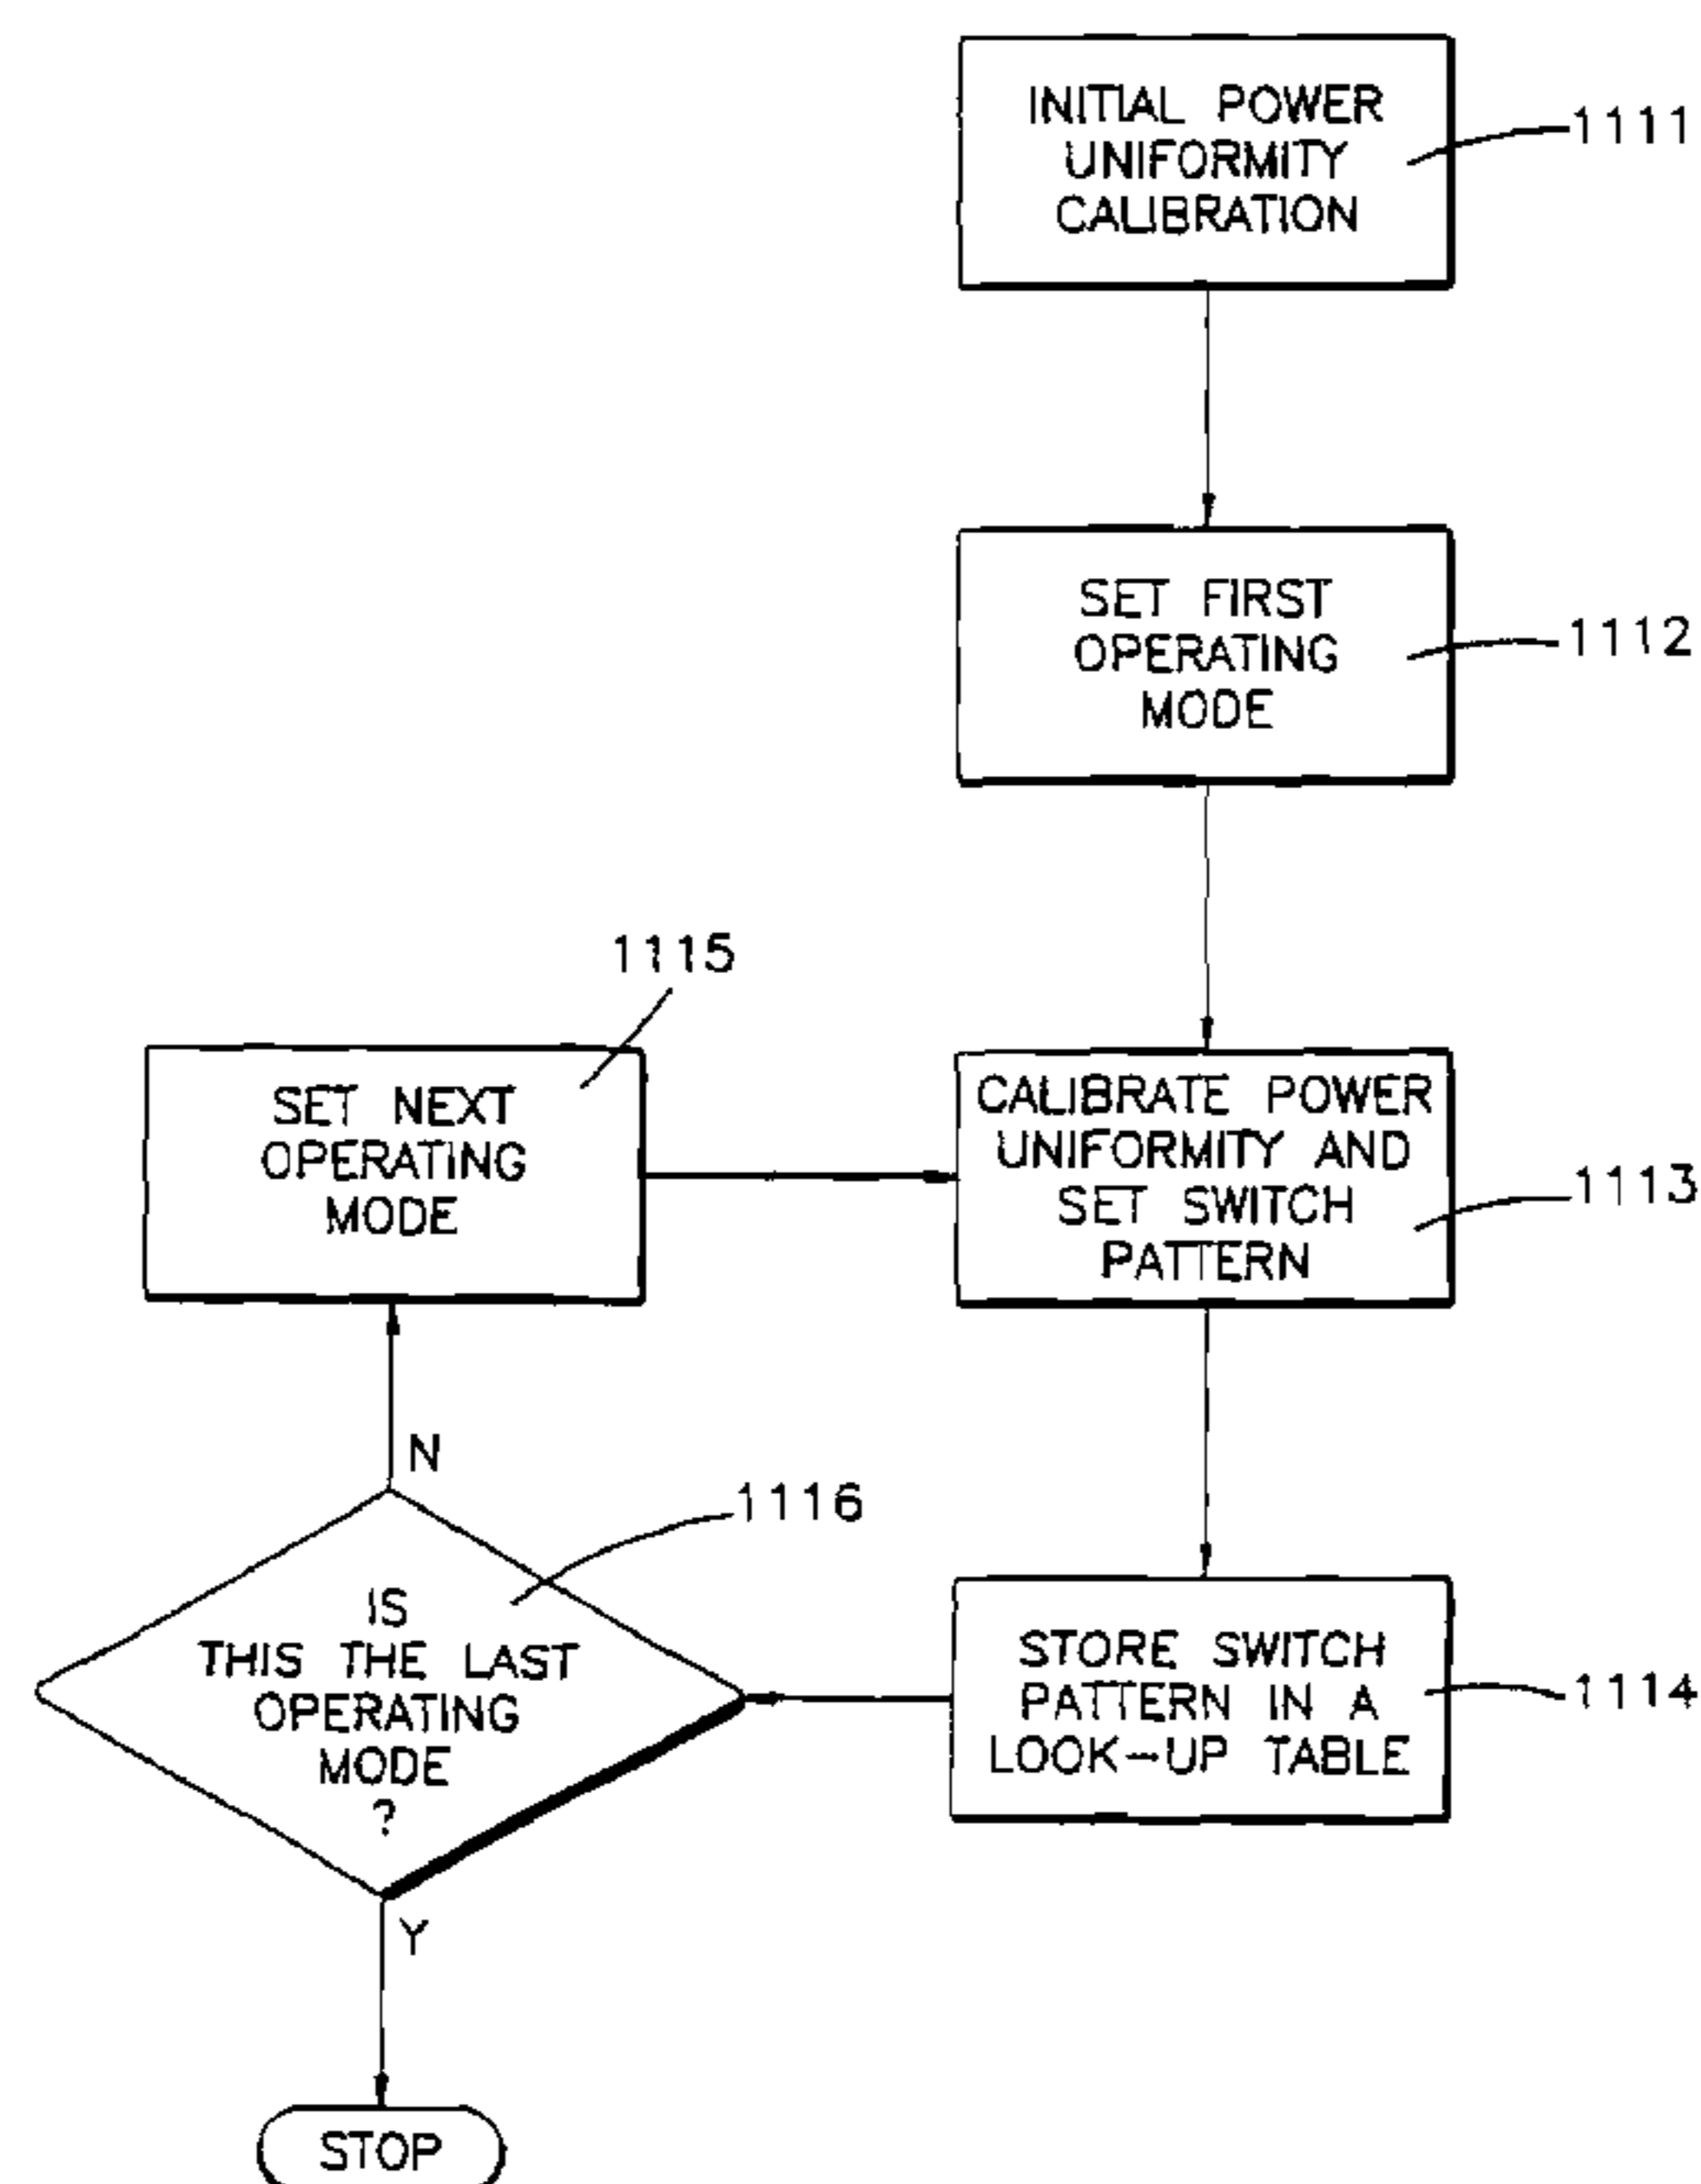 INITIAL POWER
UNIFORMITY
CALIBRATION
1111
SET FIRST
OPERATING
MODE
1112
1115
SET NEXT
OPERATING
MODE
CALIBRATE POWER
UNIFORMITY AND
SET SWITCH
PATTERN
1113
N
1116
IS
THIS THE LAST
OPERATING
MODE
?
STORE SWITCH
PATTERN IN A
LOOK-UP TABLE
1114
Y
STOP